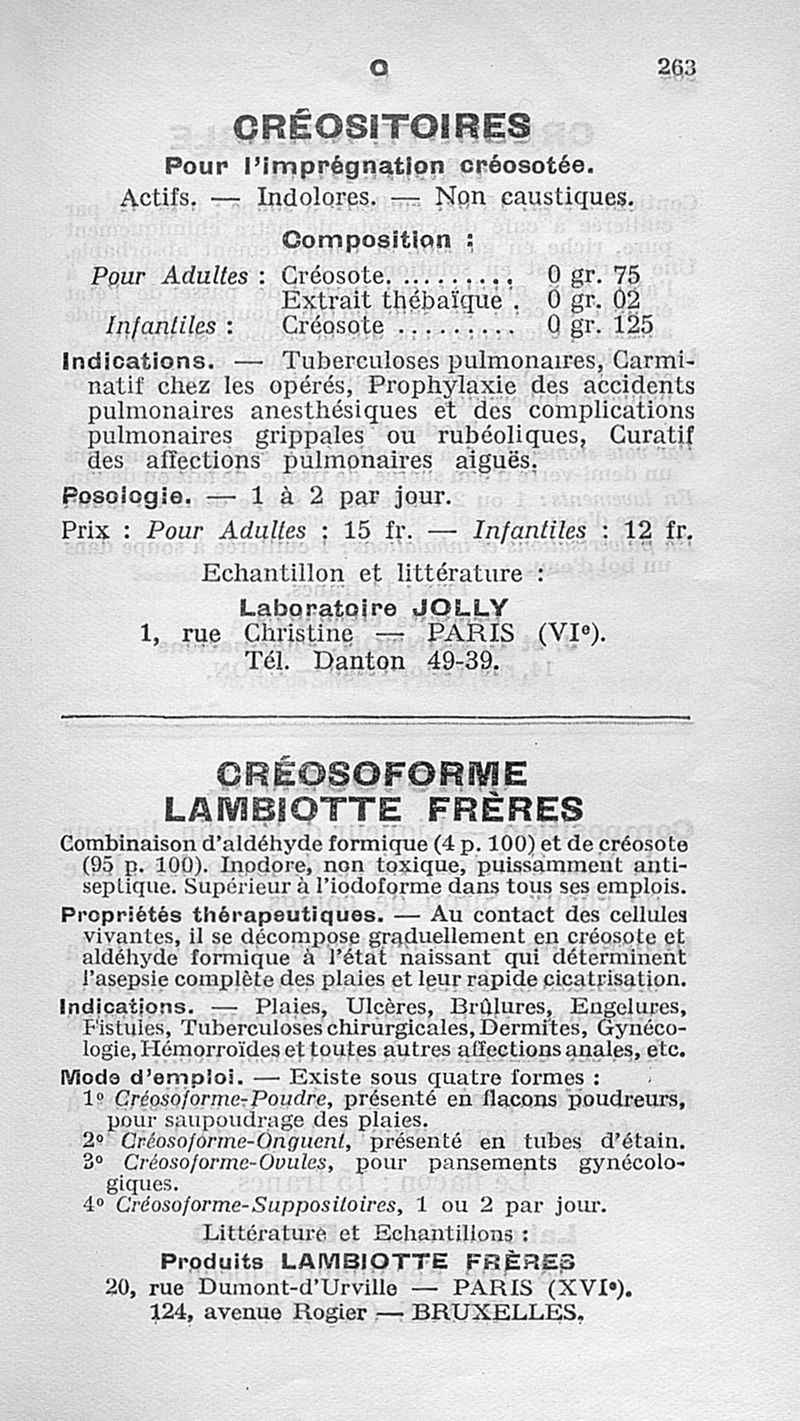 C
263
CRÉOSITOIRES
Pour l'imprégnation créosotée.
Actifs. — Indolores. — Non caustiques.
Composition :
Pour Adultes : Créosote.......... 0 gr. 75
Extrait thébaïque . 0 gr. 02
Infantiles : Créosote .......... 0 gr. 125
Indications. — Tuberculoses pulmonaires, Carmi-
natif chez les opérés, Prophylaxie des accidents
pulmonaires anesthésiques et des complications
pulmonaires grippales ou rubéoliques, Curatif
des affections pulmonaires aiguës.
Posologie. — 1 à 2 par jour.
Prix : Pour Adultes : 15 fr. — Infantiles : 12 fr.
Echantillon et littérature :
Laboratoire JOLLY
1, rue Christine — PARIS (VIe).
Tél. Danton 49-39.
CRÉOSOFORME
LAMBIOTTE FRÈRES
Combinaison d'aldéhyde formique (4 p. 100) et de créosote
(95 p. 100). Inodore, non toxique, puissamment anti-
septique. Supérieur à l'iodoforme dans tous ses emplois.
Propriétés thérapeutiques. — Au contact des cellules
vivantes, il se décompose graduellement en créosote et
aldéhyde formique à l'état naissant qui déterminent
l'asepsie complète des plaies et leur rapide cicatrisation.
Indications. — Plaies, Ulcères, Brûlures, Engelures,
Fistules, Tuberculoses chirurgicales, Dermites, Gynéco-
logie, Hémorroïdes et toutes autres affections anales, etc.
Mode d'emploi. — Existe sous quatre formes :
1º Créosoforme-Poudre, présenté en flacons poudreurs,
pour saupoudrage des plaies.
2º Créosoforme-Onguent, présenté en tubes d'étain.
3º Créosoforme-Ovules, pour pansements gynécolo-
giques.
4º Créosoforme-Suppositoires, 1 ou 2 par jour.
Littérature et Echantillons :
Produits LAMBIOTTE FRÈRES
20, rue Dumont-d'Urville — PARIS (XVIe).
124, avenue Rogier — BRUXELLES.